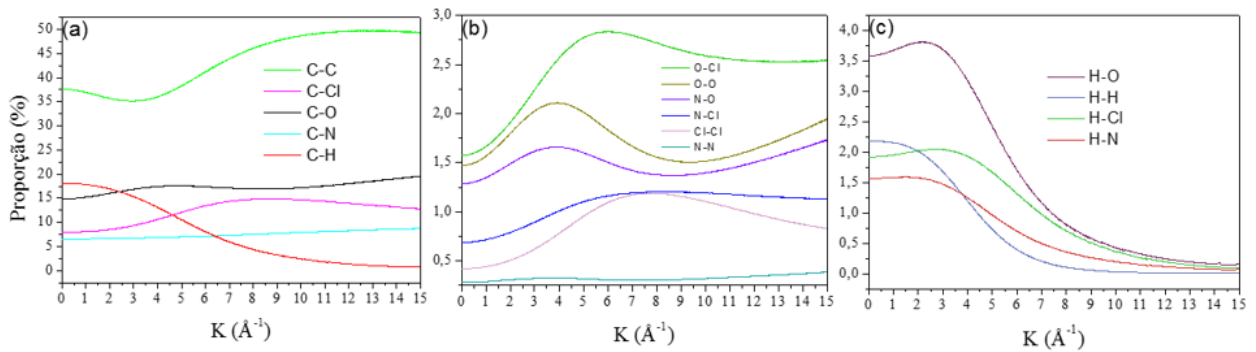 (a)
50
45
40
35
30
25
20
15
10
5
0
Proporção (%)
C-C
C-Cl
C-O
C-N
C-H
0 1 2 3 4 5 6 7 8 9 10 11 12 13 14 15
K (Å⁻¹)
(b)
3,0
2,5
2,0
1,5
1,0
0,5
O-Cl
O-O
N-O
N-Cl
Cl-Cl
N-N
0 1 2 3 4 5 6 7 8 9 10 11 12 13 14 15
K (Å⁻¹)
(c)
4,0
3,5
3,0
2,5
2,0
1,5
1,0
0,5
0,0
H-O
H-H
H-Cl
H-N
0 1 2 3 4 5 6 7 8 9 10 11 12 13 14 15
K (Å⁻¹)